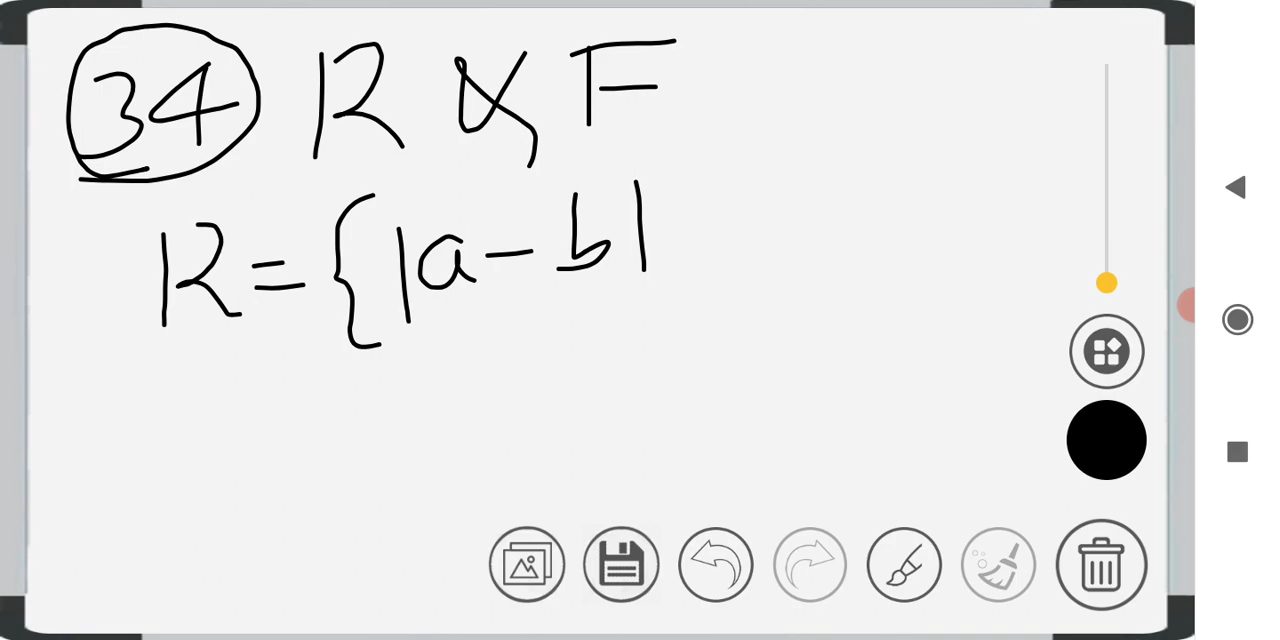 34 R & F
R = { |a - b|